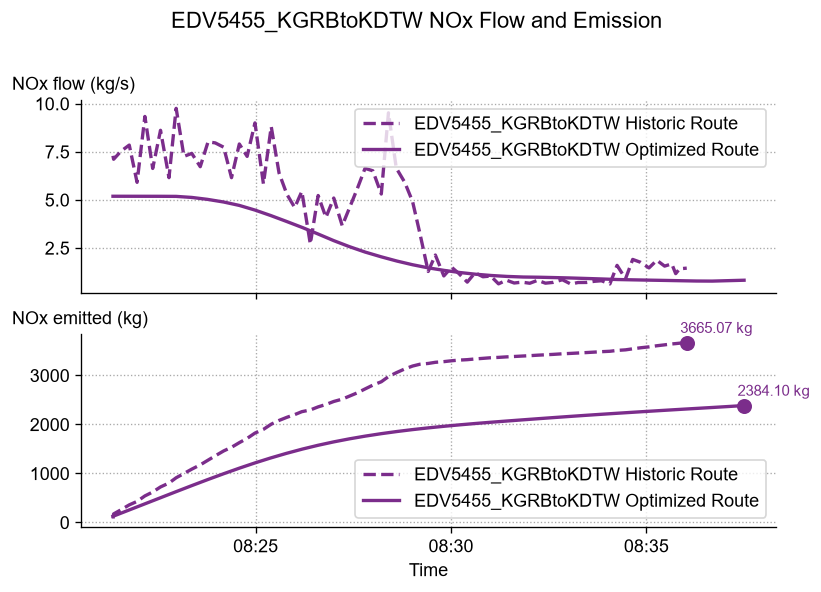 EDV5455_KGRBtoKDTW NOx Flow and Emission
NOx flow (kg/s)
10.0
7.5
5.0
2.5
EDV5455_KGRBtoKDTW Historic Route
EDV5455_KGRBtoKDTW Optimized Route
NOx emitted (kg)
3000
2000
1000
0
3665.07 kg
2384.10 kg
EDV5455_KGRBtoKDTW Historic Route
EDV5455_KGRBtoKDTW Optimized Route
08:25
08:30
08:35
Time